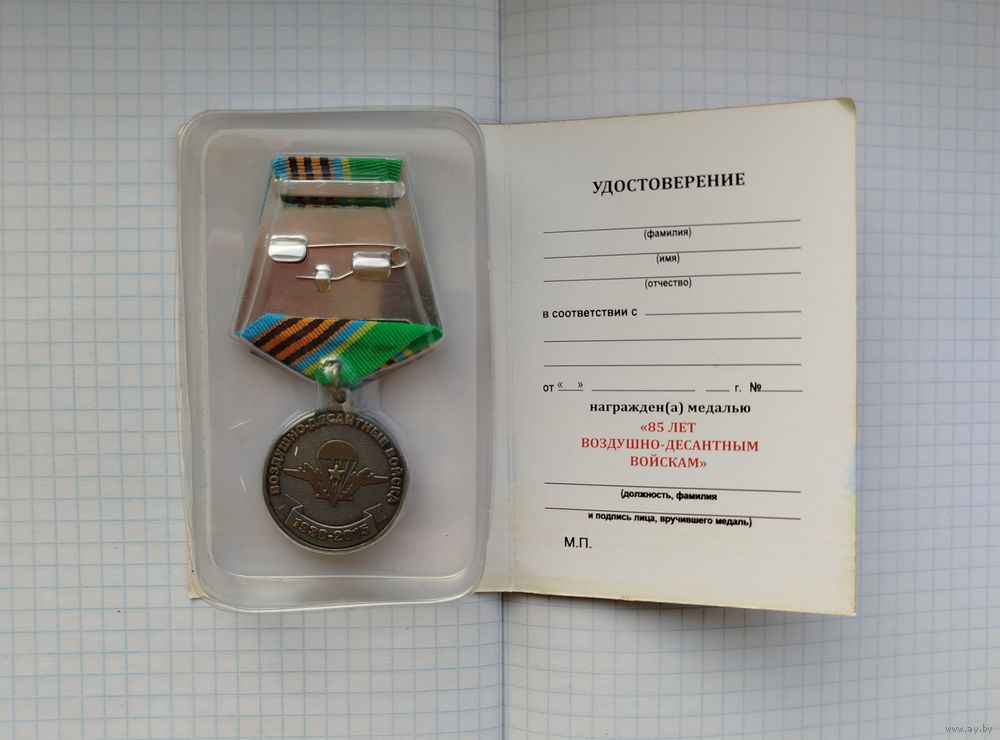 ВОЗДУШНО-ДЕСАНТНЫЕ ВОЙСКА
1930-2015
УДОСТОВЕРЕНИЕ
(фамилия)
(имя)
(отчество)
в соответствии с
от « » г. №
награжден(а) медалью
«85 ЛЕТ
ВОЗДУШНО-ДЕСАНТНЫМ
ВОЙСКАМ»
(должность, фамилия
и подпись лица, вручившего медаль)
М.П.
www.ay.by